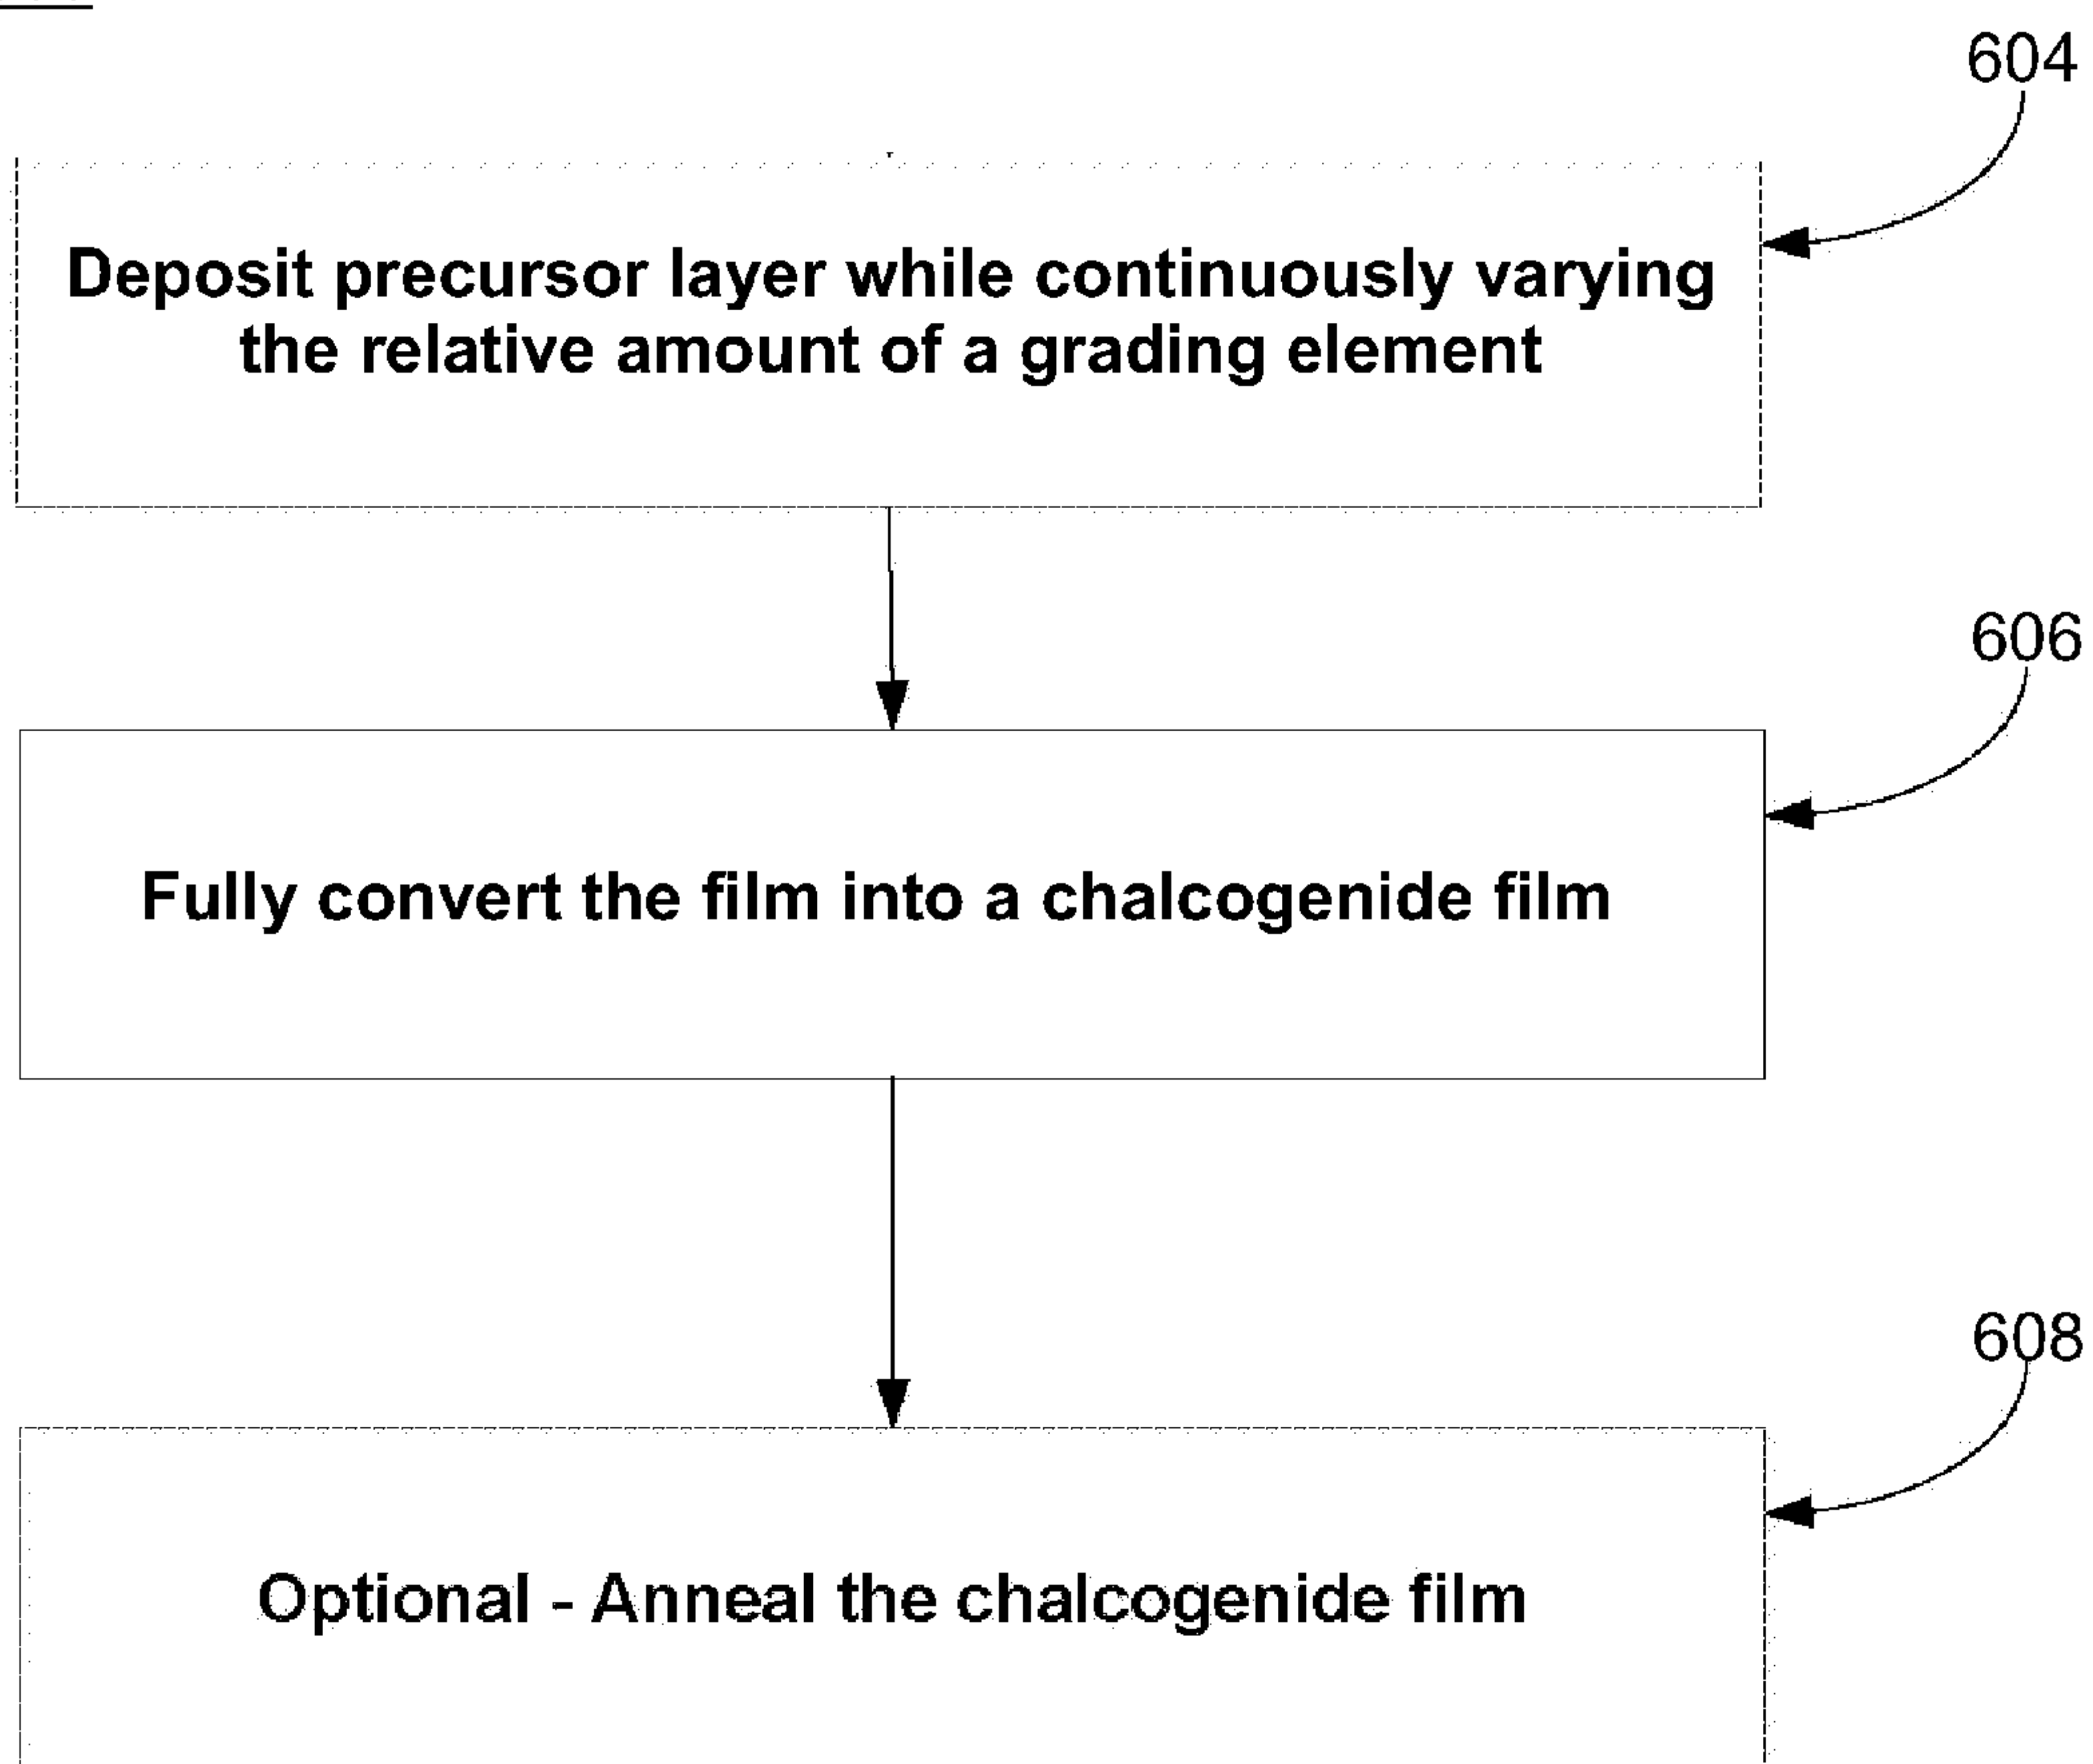 604
Deposit precursor layer while continuously varying
the relative amount of a grading element
606
Fully convert the film into a chalcogenide film
608
Optional - Anneal the chalcogenide film